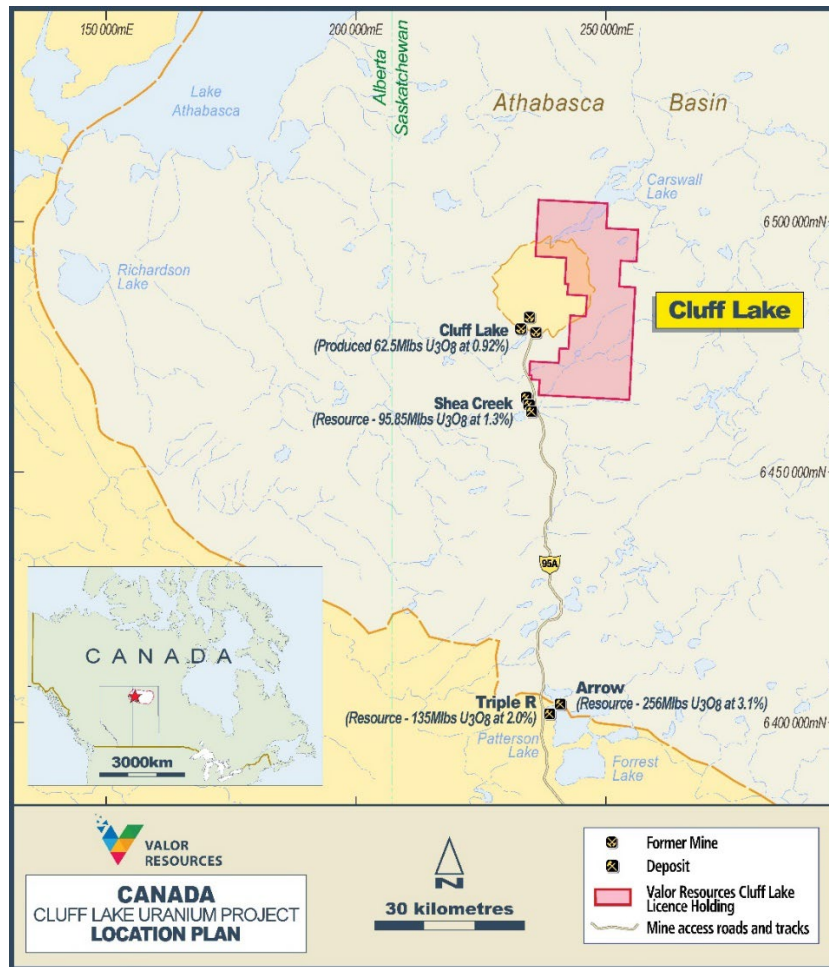 150 000mE
200 000mE
250 000mE
Lake
Athabasca
Alberta
Saskatchewan
Athabasca Basin
Carswall
Lake
6 500 000mN
Richardson
Lake
Cluff Lake
Cluff Lake
(Produced 62.5Mlbs U3O8 at 0.92%)
Shea Creek
(Resource - 95.85Mlbs U3O8 at 1.3%)
6 450 000mN
95A
CANADA
3000km
Arrow
(Resource - 256Mlbs U3O8 at 3.1%)
Triple R
(Resource - 135Mlbs U3O8 at 2.0%)
6 400 000mN
Patterson
Lake
Forrest
Lake
VALOR
RESOURCES
CANADA
CLUFF LAKE URANIUM PROJECT
LOCATION PLAN
N
30 kilometres
Former Mine
Deposit
Valor Resources Cluff Lake
Licence Holding
Mine access roads and tracks